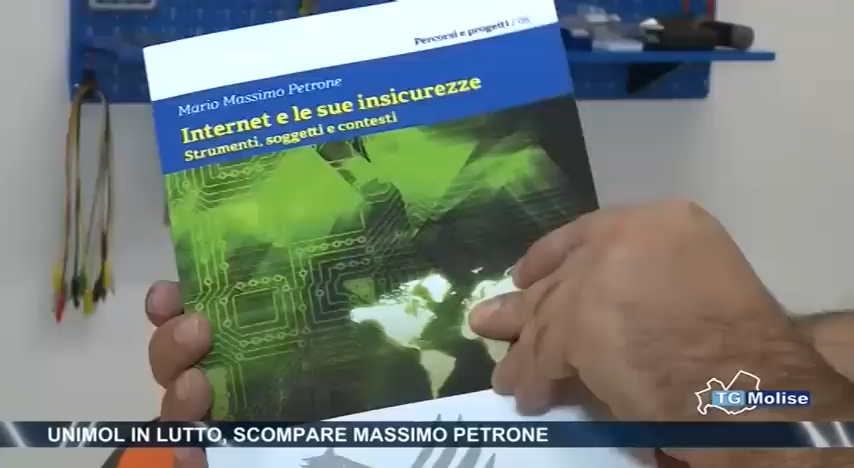 Percorsi e progetti / 06
Mario Massimo Petrone
Internet e le sue insicurezze
Strumenti, soggetti e contesti
TG Molise
UNIMOL IN LUTTO, SCOMPARE MASSIMO PETRONE